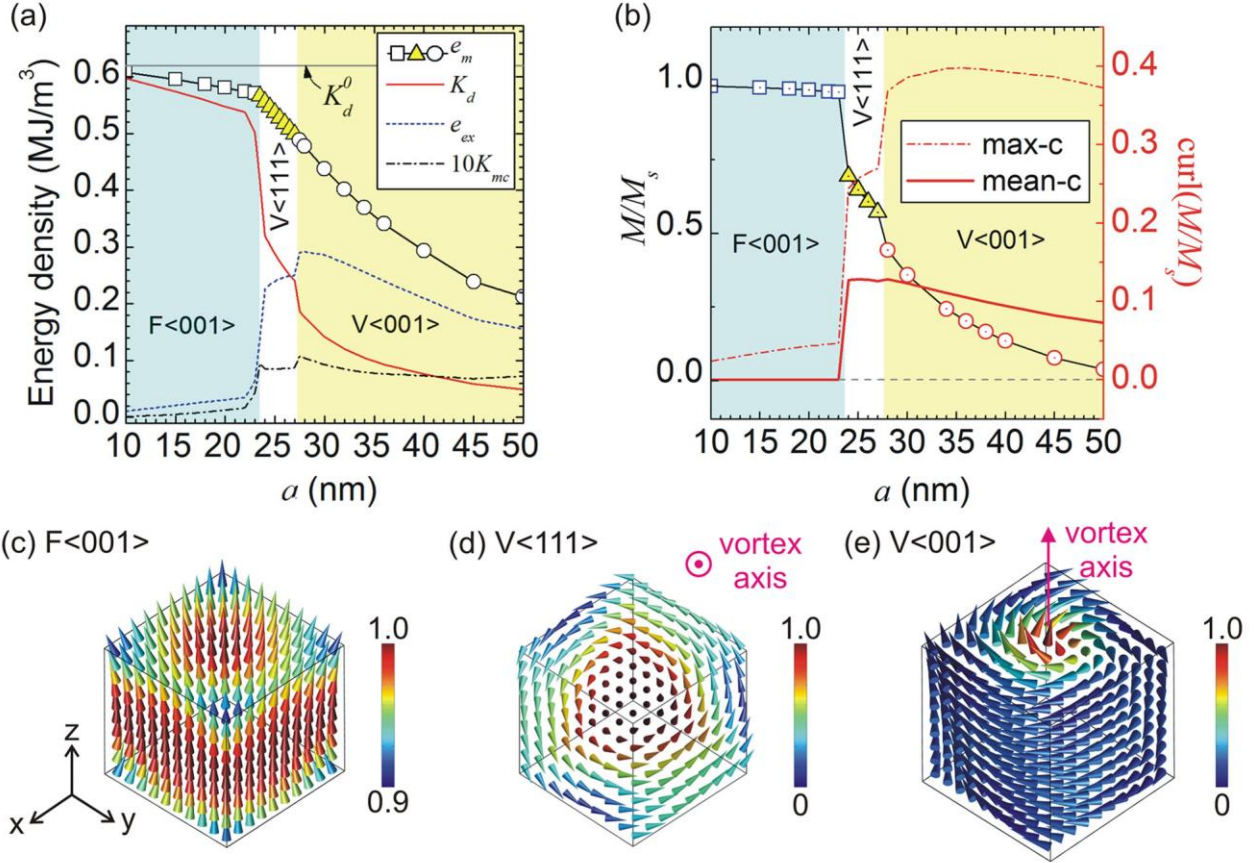 (a)
Energy density (MJ/m³)
0.6
0.5
0.4
0.3
0.2
0.1
0.0
10 15 20 25 30 35 40 45 50
a (nm)
e_m
K_d
e_ex
10K_mc
K_d^0
F<001>
V<111>
V<001>
(b)
M/M_s
1.0
0.5
0.0
10 15 20 25 30 35 40 45 50
a (nm)
0.4
0.3
0.2
0.1
0.0
curl(M/M_s)
max-c
mean-c
F<001>
V<111>
V<001>
(c) F<001>
1.0
0.9
z
x
y
(d) V<111>
vortex
axis
1.0
0
(e) V<001>
vortex
axis
1.0
0